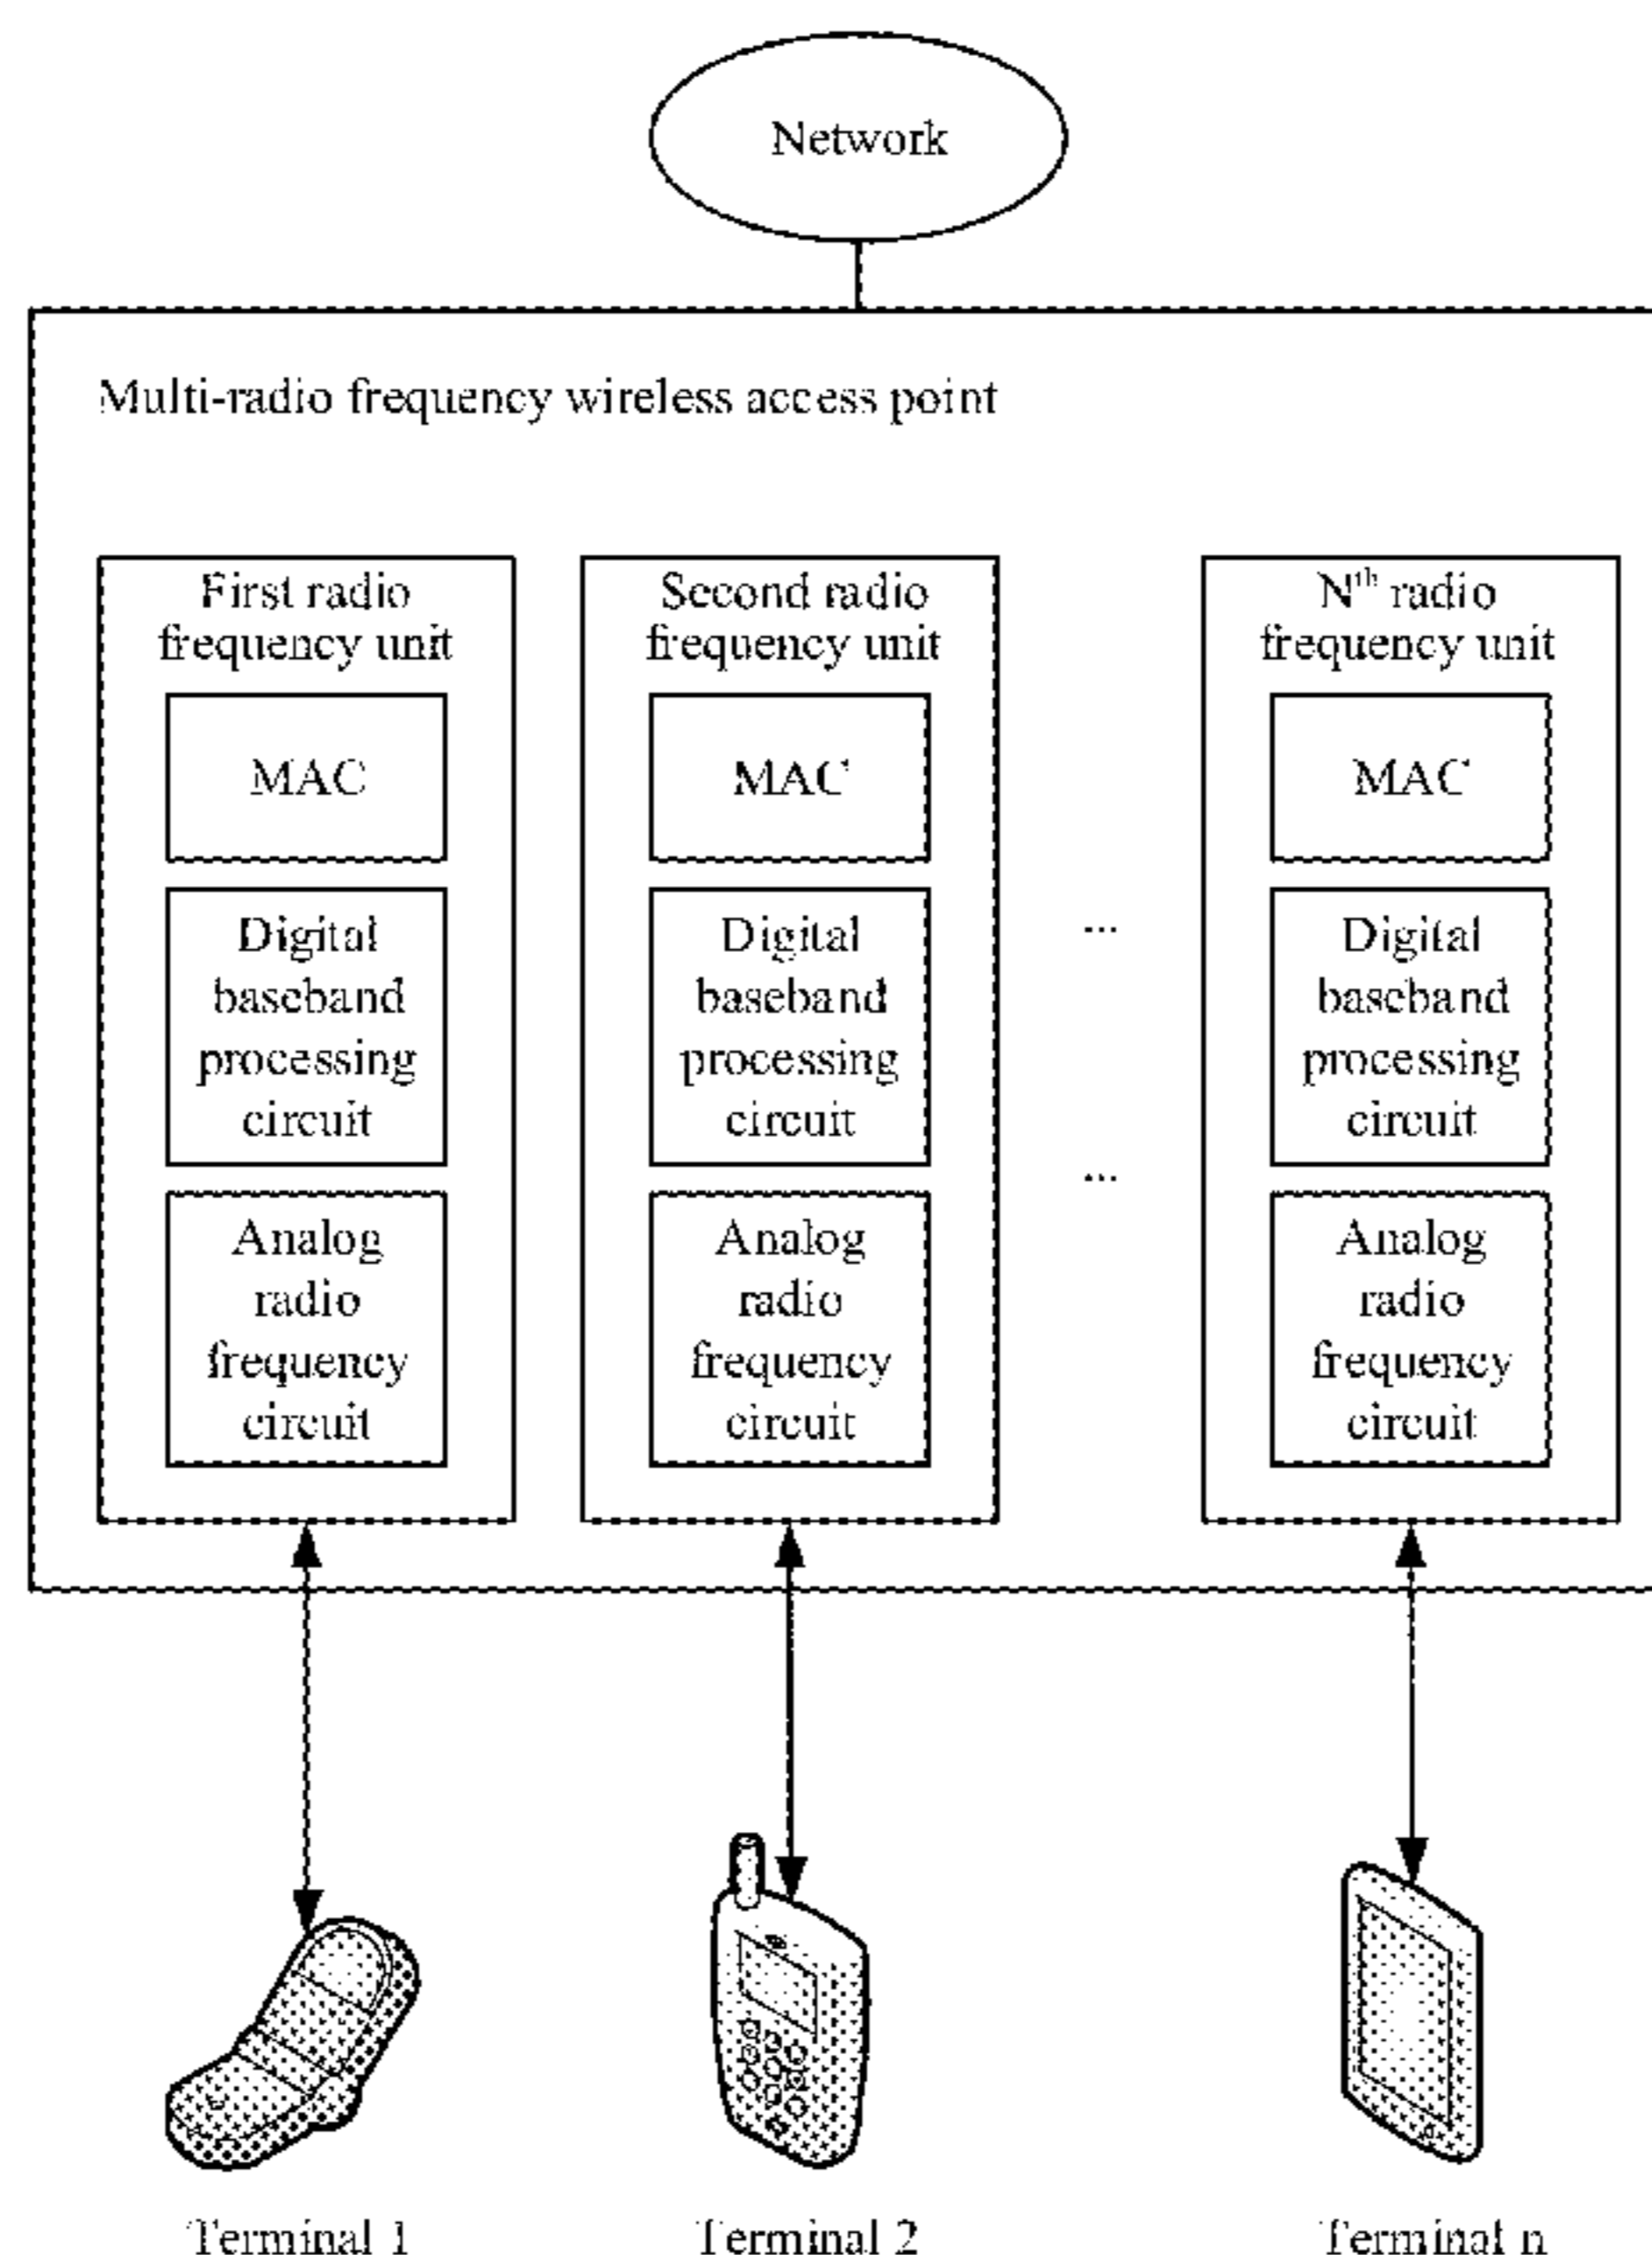 Network
Multi-radio frequency wireless access point
First radio
frequency unit
MAC
Digital
baseband
processing
circuit
Analog
radio
frequency
circuit
Second radio
frequency unit
MAC
Digital
baseband
processing
circuit
Analog
radio
frequency
circuit
...
...
Nth radio
frequency unit
MAC
Digital
baseband
processing
circuit
Analog
radio
frequency
circuit
Terminal 1
Terminal 2
Terminal n